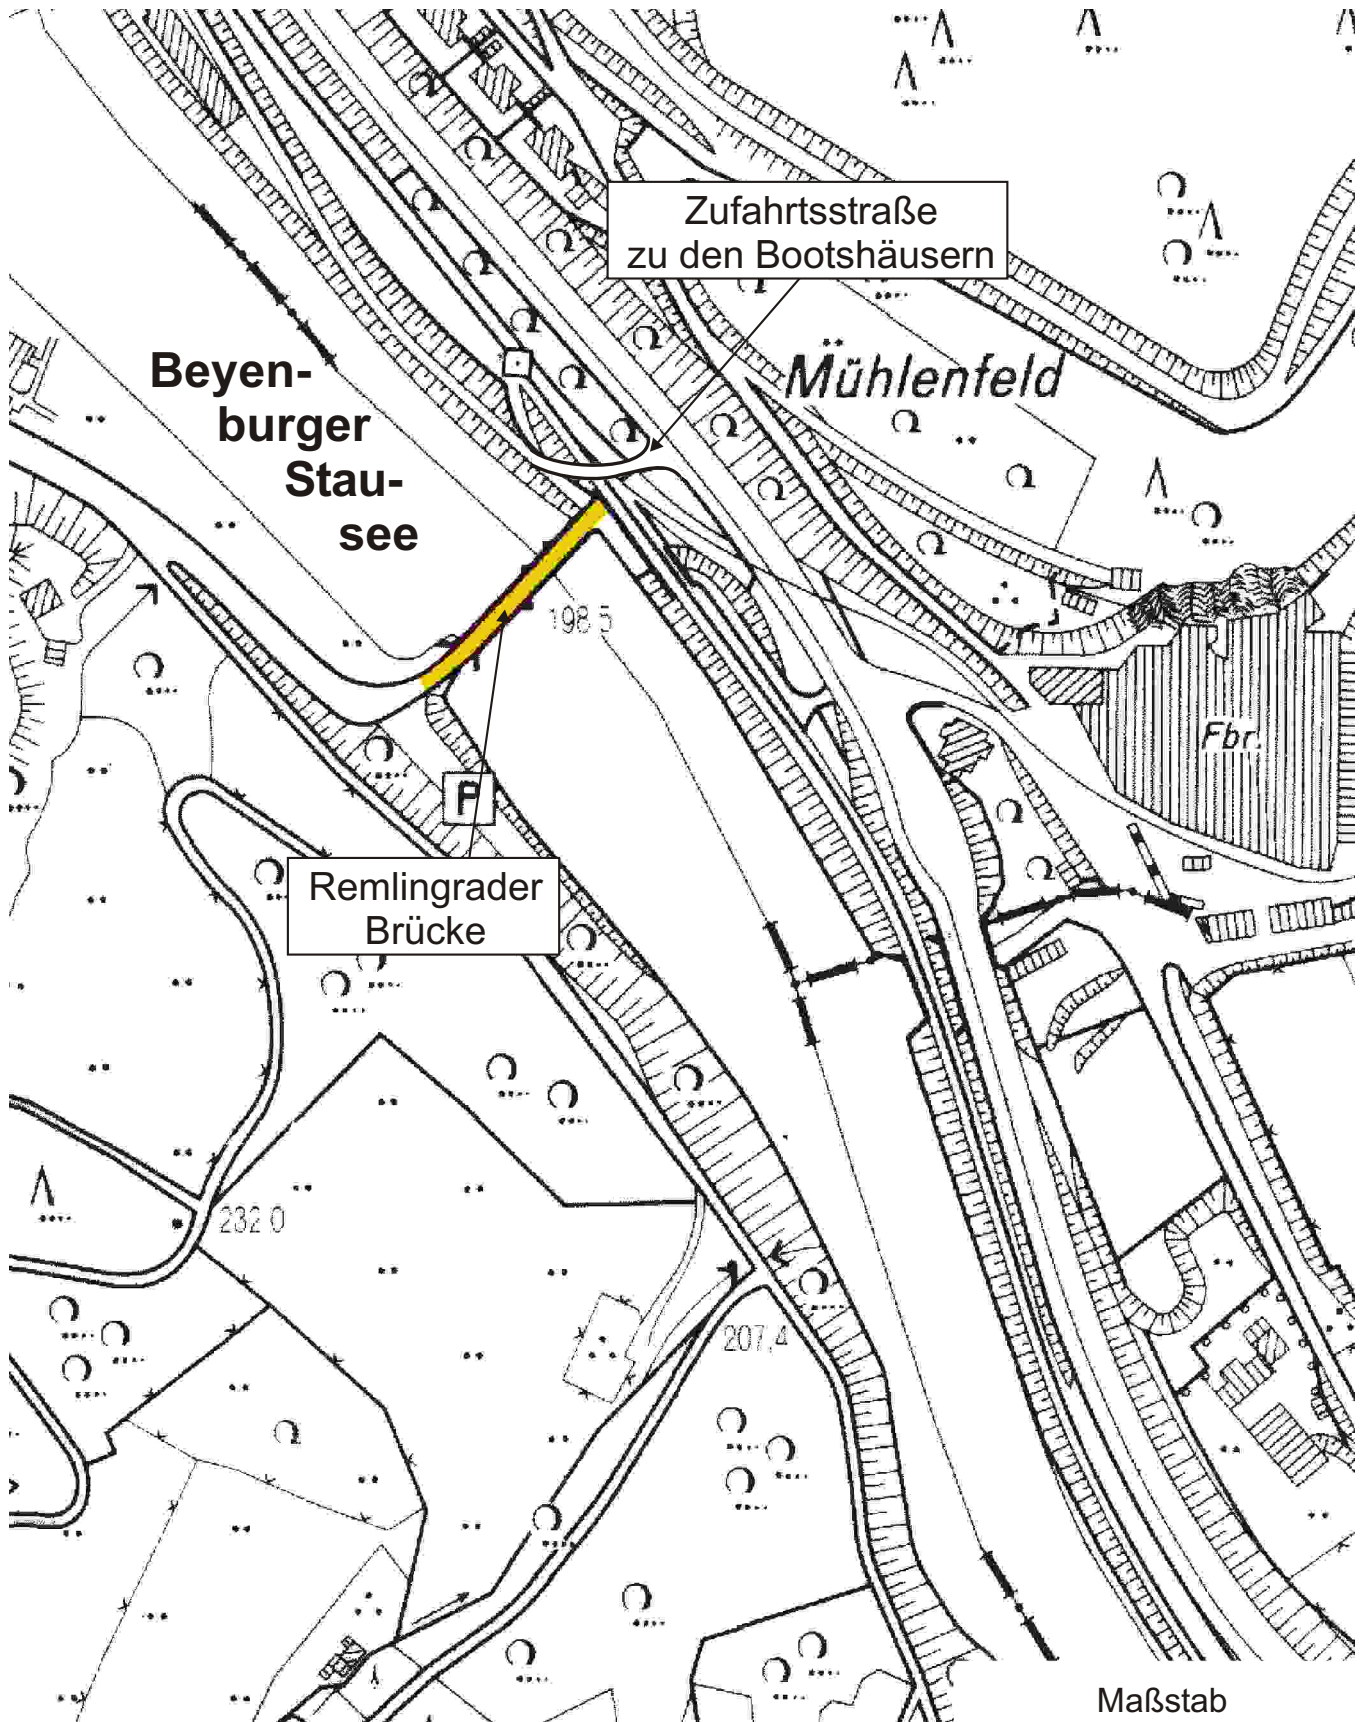 Zufahrtsstraße
zu den Bootshäusern
Mühlenfeld
Beyen-
burger
Stau-
see
198 5
Fbr.
P
Remlingrader
Brücke
232 0
207,4
Maßstab